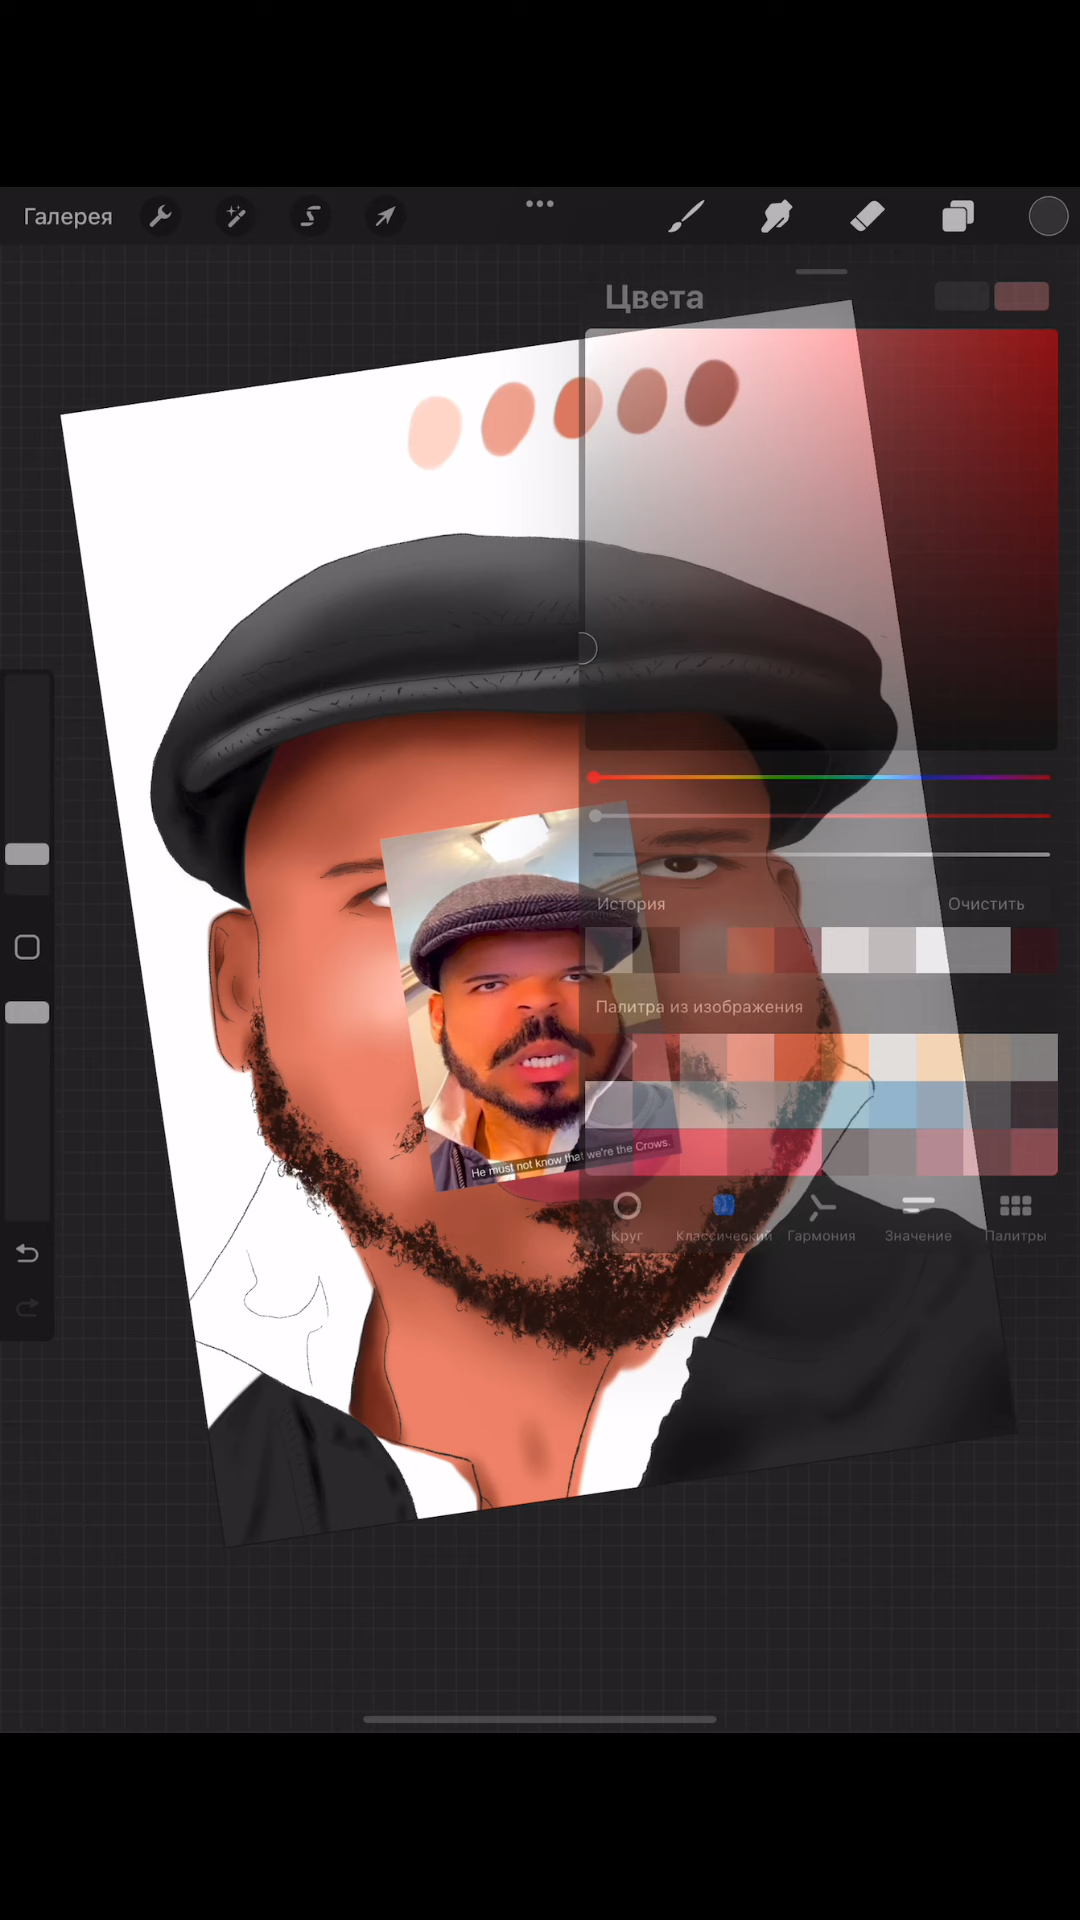 Галерея
Цвета
История
Очистить
Палитра из изображения
He must not know that we're the Crows.
Круг
Классический
Гармония
Значение
Палитры